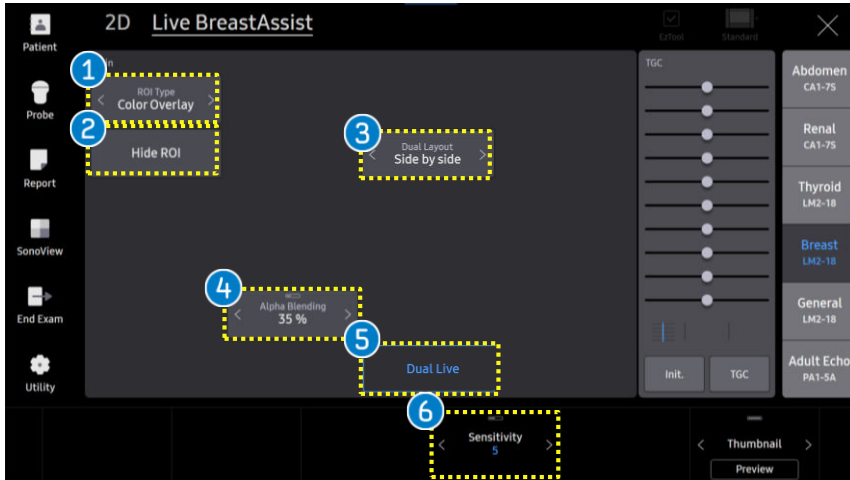 Patient
2D
Live BreastAssist
EzTool
Standard
1
ROI Type
Color Overlay
2
Hide ROI
3
Dual Layout
Side by side
4
Alpha Blending
35 %
5
Dual Live
6
Sensitivity
5
Probe
Report
SonoView
End Exam
Utility
TGC
Init.
TGC
Abdomen
CA1-7S
Renal
CA1-7S
Thyroid
LM2-18
Breast
LM2-18
General
LM2-18
Adult Echo
PA1-5A
Thumbnail
Preview